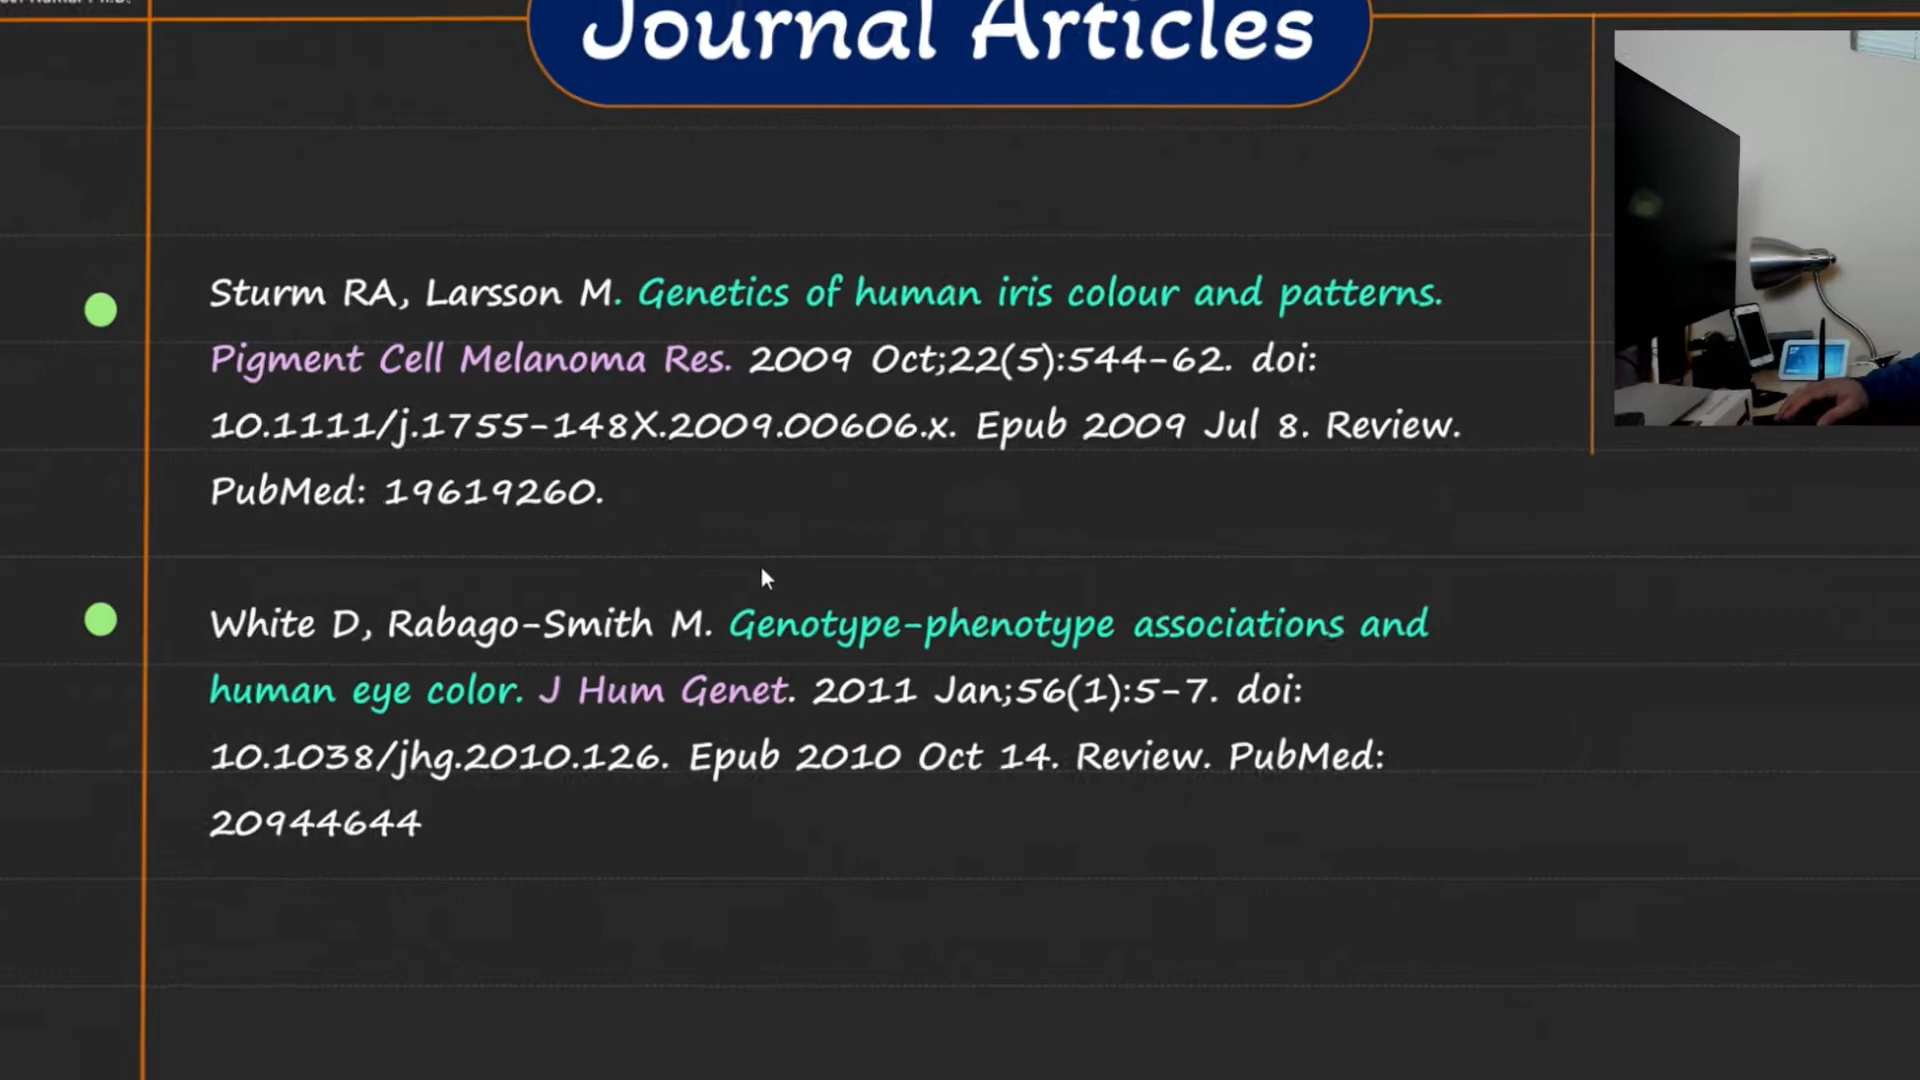 Journal Articles
Sturm RA, Larsson M. Genetics of human iris colour and patterns.
Pigment Cell Melanoma Res. 2009 Oct;22(5):544-62. doi:
10.1111/j.1755-148X.2009.00606.x. Epub 2009 Jul 8. Review.
PubMed: 19619260.
White D, Rabago-Smith M. Genotype-phenotype associations and
human eye color. J Hum Genet. 2011 Jan;56(1):5-7. doi:
10.1038/jhg.2010.126. Epub 2010 Oct 14. Review. PubMed:
20944644